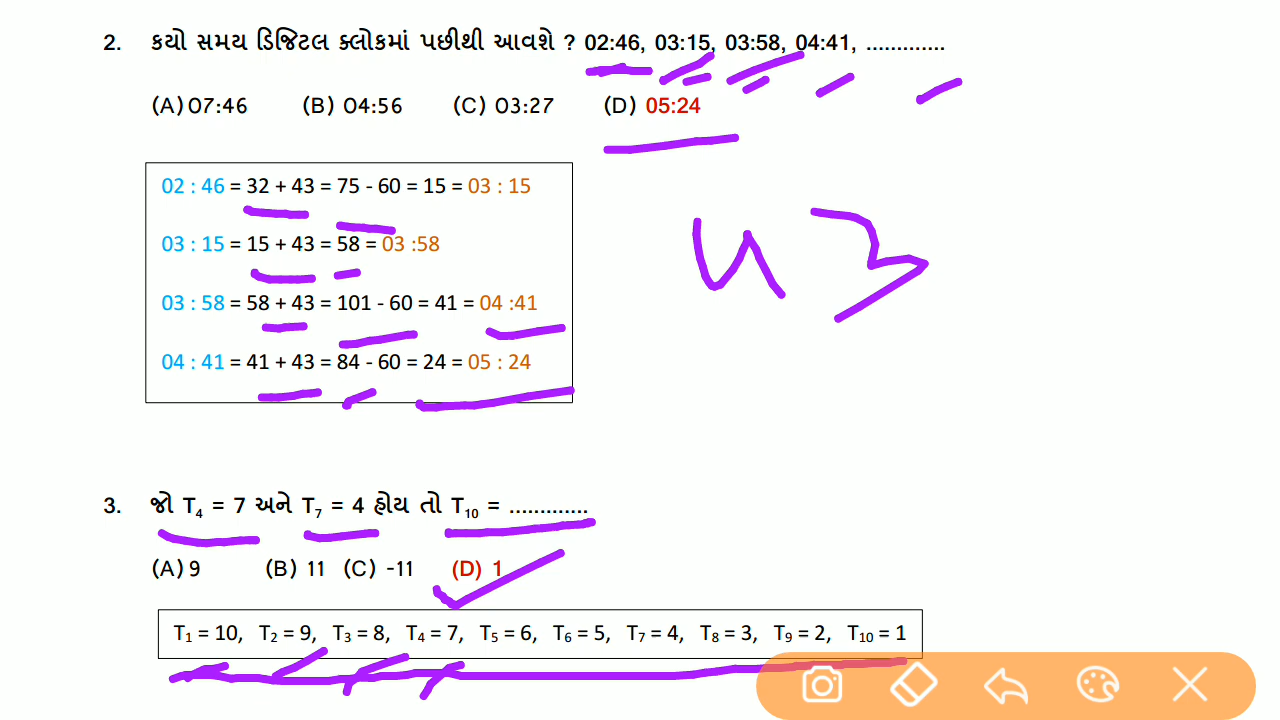 2. કયો સમય ડિજિટલ ક્લોકમાં પછીથી આવશે ? 02:46, 03:15, 03:58, 04:41, .............
(A) 07:46 (B) 04:56 (C) 03:27 (D) 05:24
02 : 46 = 32 + 43 = 75 - 60 = 15 = 03 : 15
03 : 15 = 15 + 43 = 58 = 03 :58
03 : 58 = 58 + 43 = 101 - 60 = 41 = 04 :41
04 : 41 = 41 + 43 = 84 - 60 = 24 = 05 : 24
43
3. જો T₄ = 7 અને T₇ = 4 હોય તો T₁₀ = .............
(A) 9 (B) 11 (C) -11 (D) 1
T₁ = 10, T₂ = 9, T₃ = 8, T₄ = 7, T₅ = 6, T₆ = 5, T₇ = 4, T₈ = 3, T₉ = 2, T₁₀ = 1